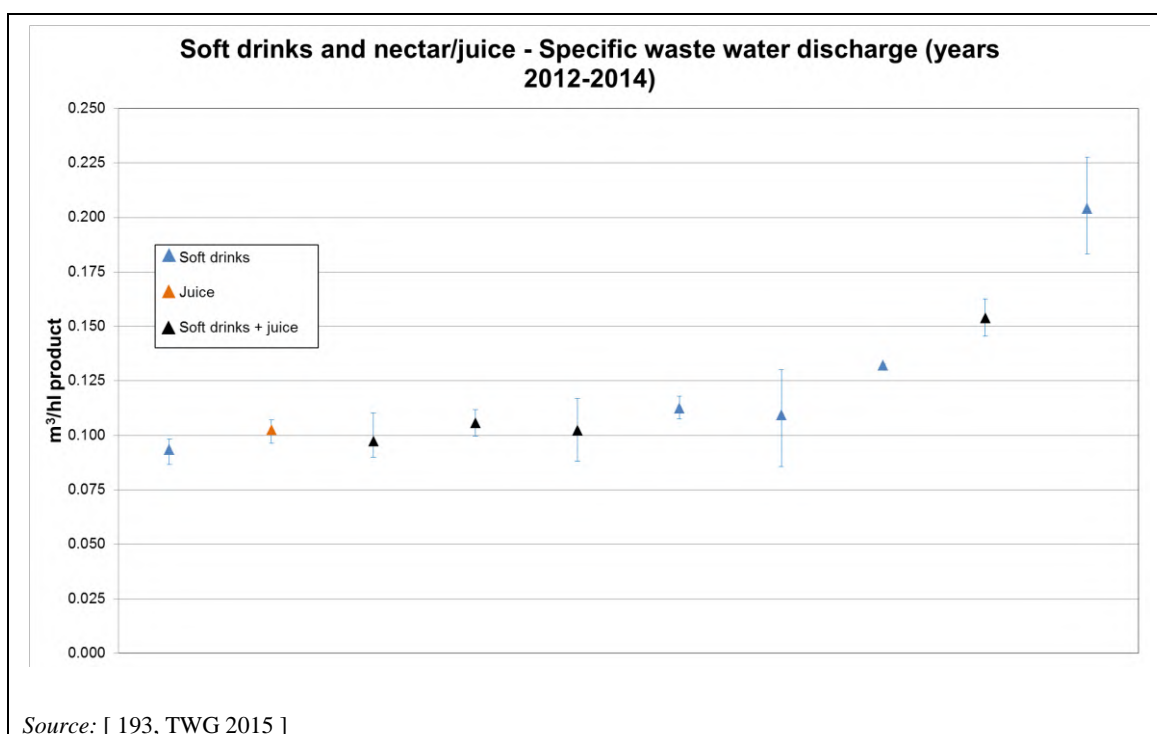 Soft drinks and nectar/juice - Specific waste water discharge (years
2012-2014)
0.250
0.225
0.200
0.175
0.150
0.125
0.100
0.075
0.050
0.025
0.000
m³/hl product
Soft drinks
Juice
Soft drinks + juice
Source: [ 193, TWG 2015 ]